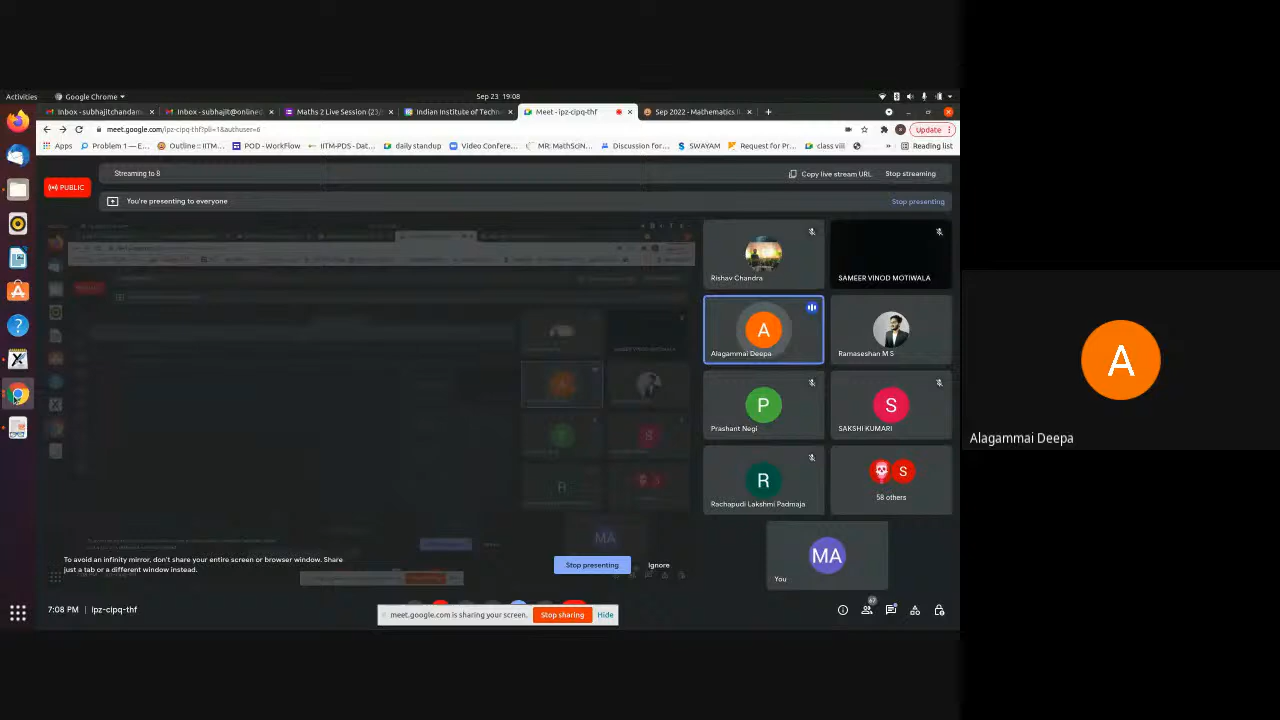 Activities
Google Chrome
Sep 23 19:08
Inbox - subhajitchandam
Inbox - subhajit@onlined
Maths 2 Live Session (23/
Indian Institute of Techn
Meet - ipz-cipq-thf
Sep 2022 - Mathematics f
meet.google.com/ipz-cipq-thf?pli=1&authuser=6
Update
Apps
Problem 1 — E...
Outline :: IITM...
POD - WorkFlow
IITM-PDS - Dat...
daily standup
Video Confere...
MR: MathSciN...
Discussion for...
SWAYAM
Request for Pr...
class viii
Reading list
PUBLIC
Streaming to 8
Copy live stream URL
Stop streaming
You're presenting to everyone
Stop presenting
Rishav Chandra
SAMEER VINOD MOTIWALA
A
Alagammai Deepa
Ramaseshan M S
P
Prashant Negi
S
SAKSHI KUMARI
R
Rachapudi Lakshmi Padmaja
S
58 others
MA
You
To avoid an infinity mirror, don't share your entire screen or browser window. Share
just a tab or a different window instead.
Stop presenting
Ignore
7:08 PM | ipz-cipq-thf
meet.google.com is sharing your screen.
Stop sharing
Hide
67
A
Alagammai Deepa